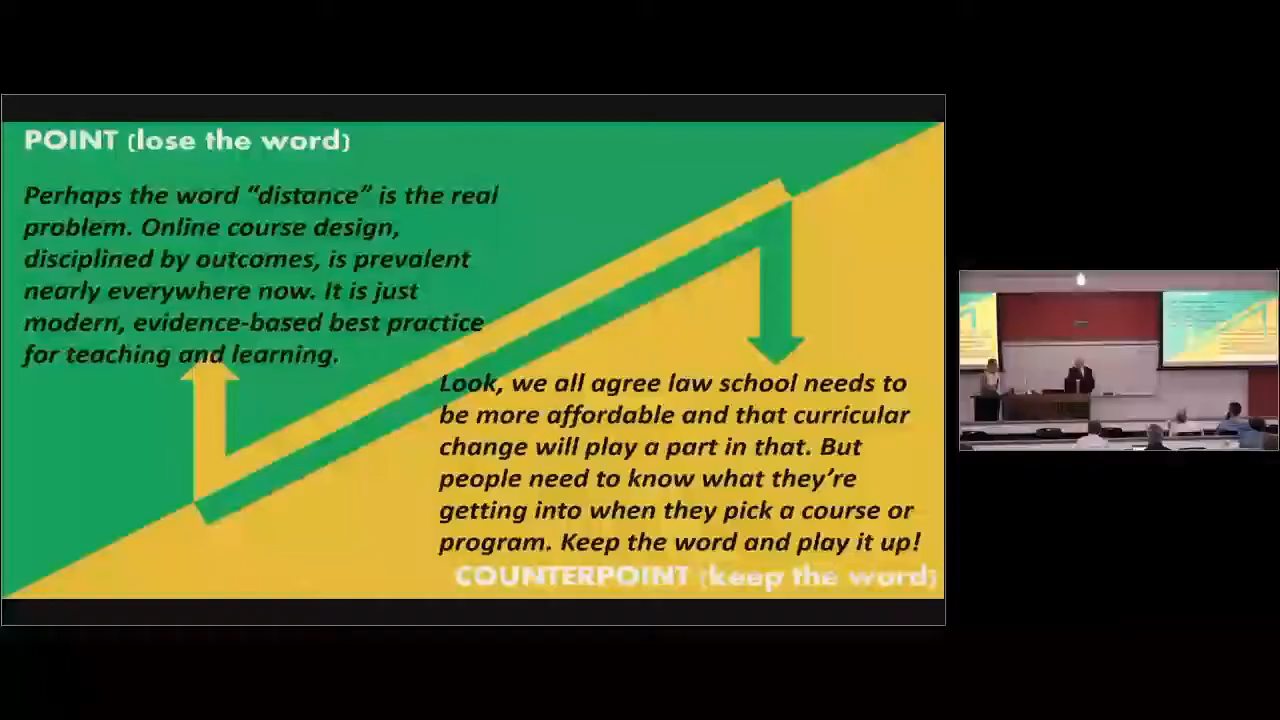 POINT (lose the word)
Perhaps the word “distance” is the real
problem. Online course design,
disciplined by outcomes, is prevalent
nearly everywhere now. It is just
modern, evidence-based best practice
for teaching and learning.
Look, we all agree law school needs to
be more affordable and that curricular
change will play a part in that. But
people need to know what they’re
getting into when they pick a course or
program. Keep the word and play it up!
COUNTERPOINT (keep the word)